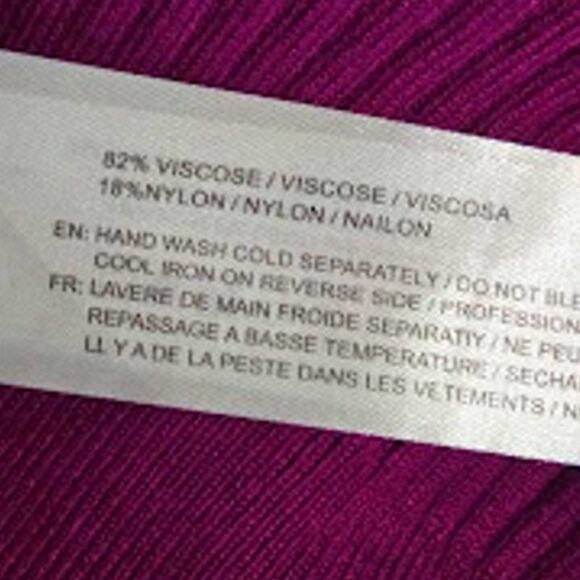 82% VISCOSE / VISCOSE / VISCOSA
18%NYLON / NYLON / NAILON
EN: HAND WASH COLD SEPARATELY / DO NOT BLE
COOL IRON ON REVERSE SIDE / PROFESSION
FR: LAVERE DE MAIN FROIDE SEPARATIY / NE PEU
REPASSAGE A BASSE TEMPERATURE / SECHA
LL Y A DE LA PESTE DANS LES VETEMENTS / N